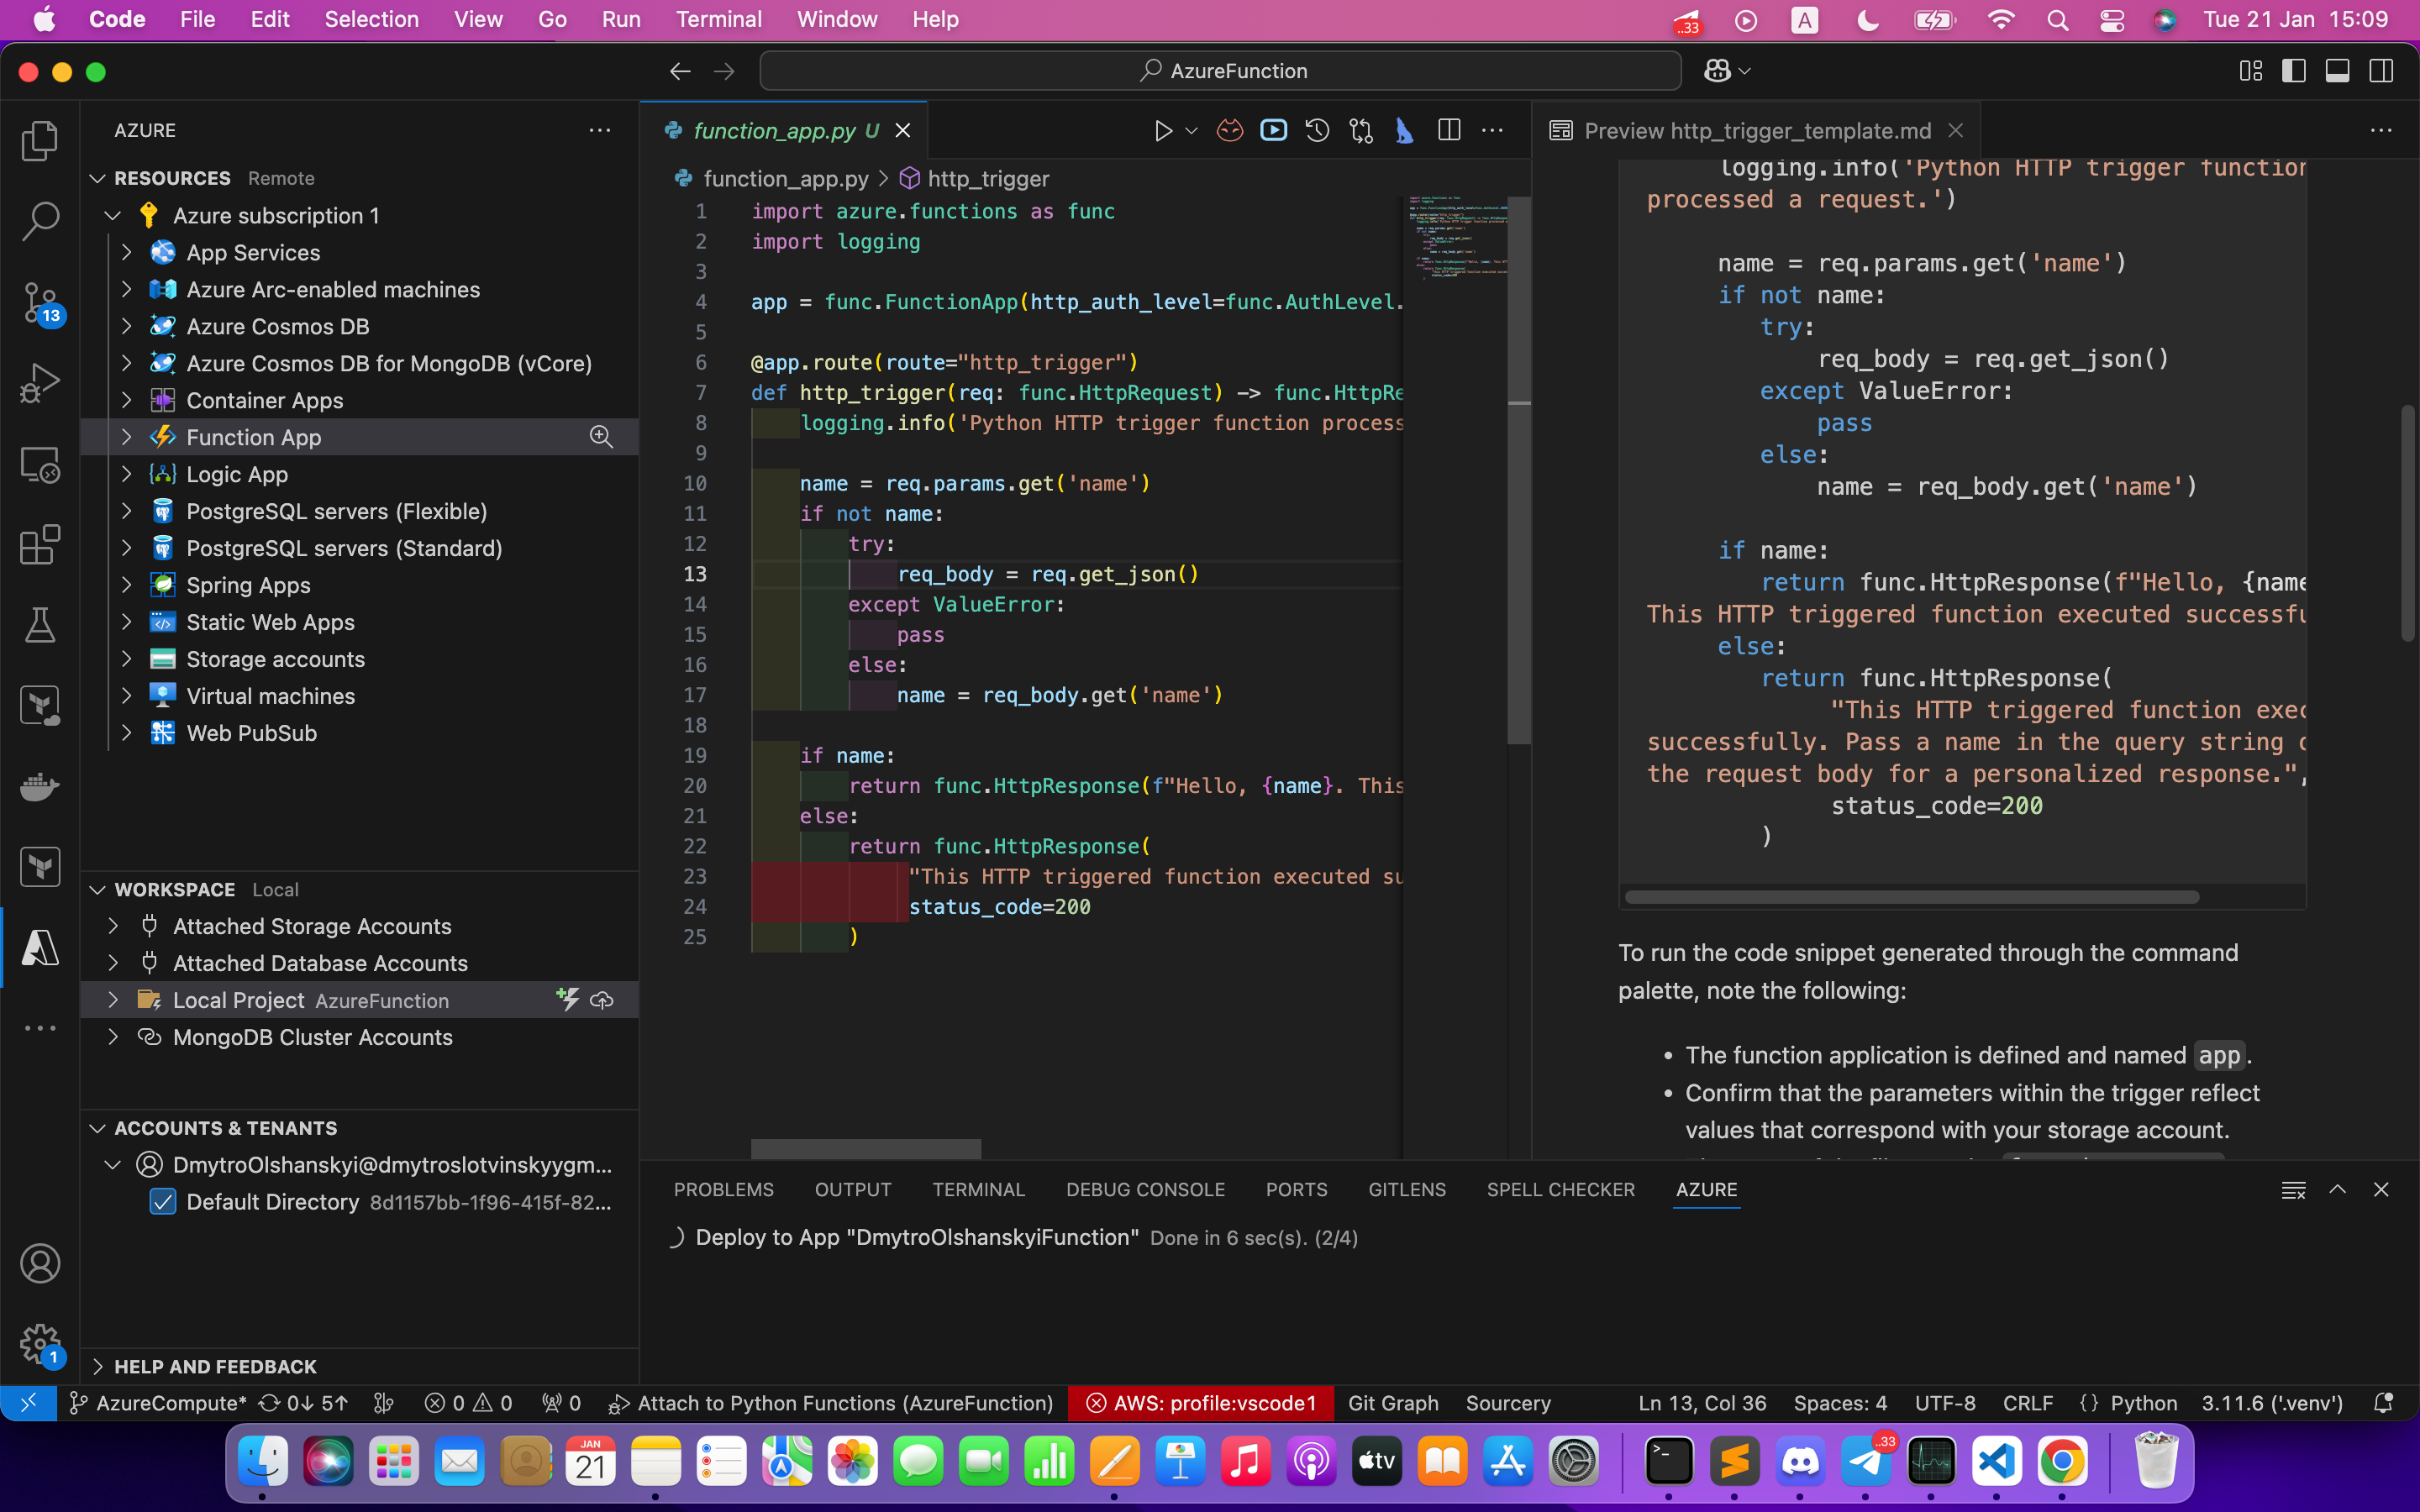 Code File Edit Selection View Go Run Terminal Window Help
..33
A
Tue 21 Jan 15:09
AzureFunction
AZURE
RESOURCES Remote
Azure subscription 1
App Services
Azure Arc-enabled machines
Azure Cosmos DB
Azure Cosmos DB for MongoDB (vCore)
Container Apps
Function App
Logic App
PostgreSQL servers (Flexible)
PostgreSQL servers (Standard)
Spring Apps
Static Web Apps
Storage accounts
Virtual machines
Web PubSub
WORKSPACE Local
Attached Storage Accounts
Attached Database Accounts
Local Project AzureFunction
MongoDB Cluster Accounts
ACCOUNTS & TENANTS
DmytroOlshanskyi@dmytroslotvinskyygm...
Default Directory 8d1157bb-1f96-415f-82...
HELP AND FEEDBACK
13
1
function_app.py U
function_app.py > http_trigger
1 import azure.functions as func
2 import logging
3
4 app = func.FunctionApp(http_auth_level=func.AuthLevel.
5
6 @app.route(route="http_trigger")
7 def http_trigger(req: func.HttpRequest) -> func.HttpRe
8 logging.info('Python HTTP trigger function process
9
10 name = req.params.get('name')
11 if not name:
12 try:
13 req_body = req.get_json()
14 except ValueError:
15 pass
16 else:
17 name = req_body.get('name')
18
19 if name:
20 return func.HttpResponse(f"Hello, {name}. This
21 else:
22 return func.HttpResponse(
23 "This HTTP triggered function executed su
24 status_code=200
25 )
Preview http_trigger_template.md
logging.info('Python HTTP trigger function
processed a request.')
name = req.params.get('name')
if not name:
try:
req_body = req.get_json()
except ValueError:
pass
else:
name = req_body.get('name')
if name:
return func.HttpResponse(f"Hello, {name
This HTTP triggered function executed successfu
else:
return func.HttpResponse(
"This HTTP triggered function exec
successfully. Pass a name in the query string o
the request body for a personalized response.",
status_code=200
)
To run the code snippet generated through the command
palette, note the following:
• The function application is defined and named app.
• Confirm that the parameters within the trigger reflect
values that correspond with your storage account.
PROBLEMS OUTPUT TERMINAL DEBUG CONSOLE PORTS GITLENS SPELL CHECKER AZURE
Deploy to App "DmytroOlshanskyiFunction" Done in 6 sec(s). (2/4)
AzureCompute* 0↓ 5↑ 0 0 0 Attach to Python Functions (AzureFunction) AWS: profile:vscode1 Git Graph Sourcery Ln 13, Col 36 Spaces: 4 UTF-8 CRLF {} Python 3.11.6 ('.venv')
JAN
21
tv
..33